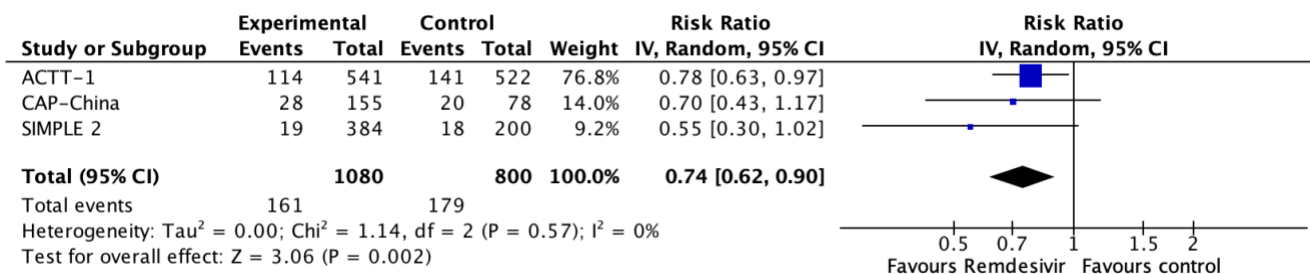 Experimental Control Risk Ratio Risk Ratio
Study or Subgroup Events Total Events Total Weight IV, Random, 95% CI IV, Random, 95% CI
ACTT-1 114 541 141 522 76.8% 0.78 [0.63, 0.97]
CAP-China 28 155 20 78 14.0% 0.70 [0.43, 1.17]
SIMPLE 2 19 384 18 200 9.2% 0.55 [0.30, 1.02]
Total (95% CI) 1080 800 100.0% 0.74 [0.62, 0.90]
Total events 161 179
Heterogeneity: Tau² = 0.00; Chi² = 1.14, df = 2 (P = 0.57); I² = 0%
Test for overall effect: Z = 3.06 (P = 0.002)
0.5 0.7 1 1.5 2
Favours Remdesivir Favours control